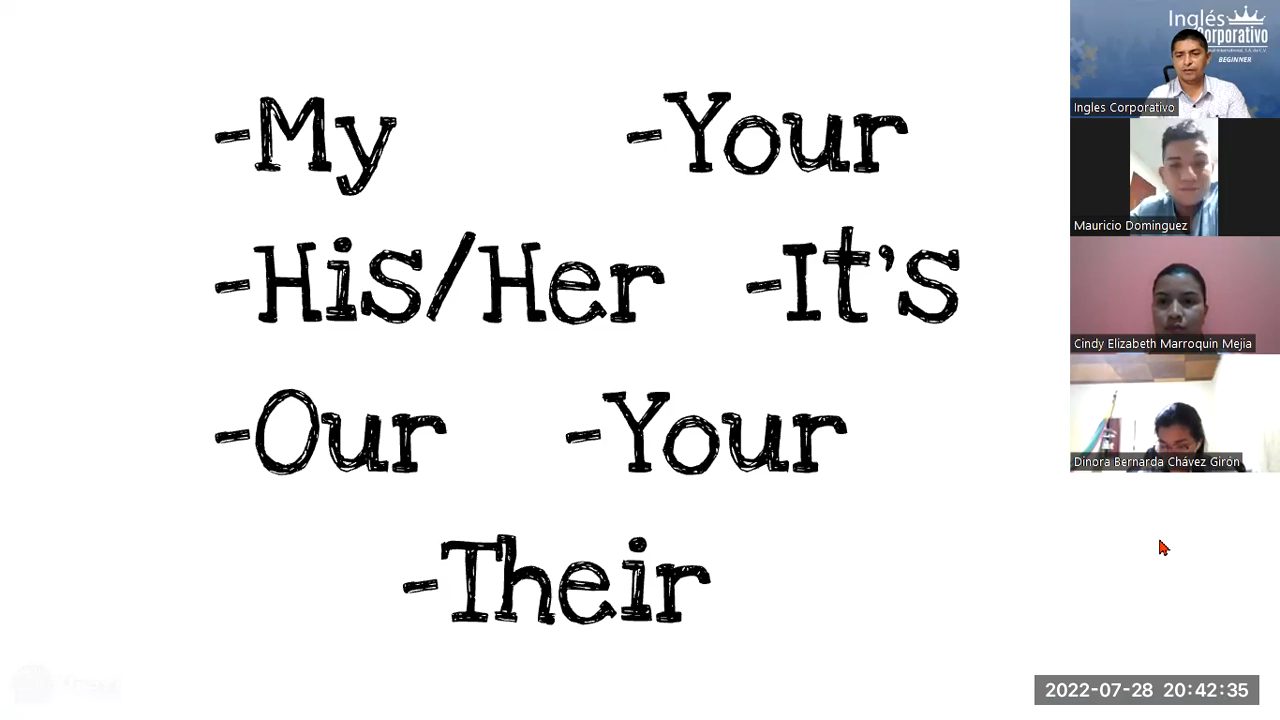 -My -Your
-His/Her -It's
-Our -Your
-Their
Inglés
Corporativo
BEGINNER
Ingles Corporativo
Mauricio Dominguez
Cindy Elizabeth Marroquin Mejia
Dinora Bernarda Chávez Girón
2022-07-28 20:42:35